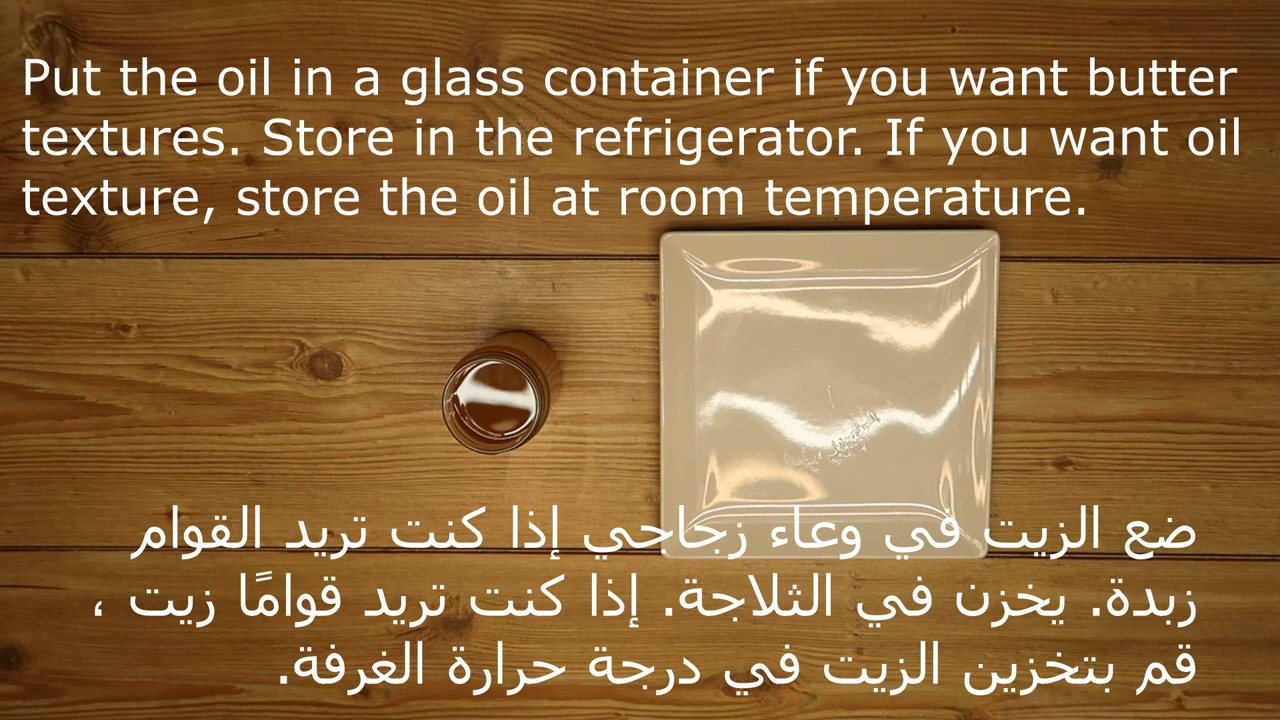 Put the oil in a glass container if you want butter
textures. Store in the refrigerator. If you want oil
texture, store the oil at room temperature.
ضع الزيت في وعاء زجاجي إذا كنت تريد القوام
زبدة. يخزن في الثلاجة. إذا كنت تريد قوامًا زيت ،
قم بتخزين الزيت في درجة حرارة الغرفة.